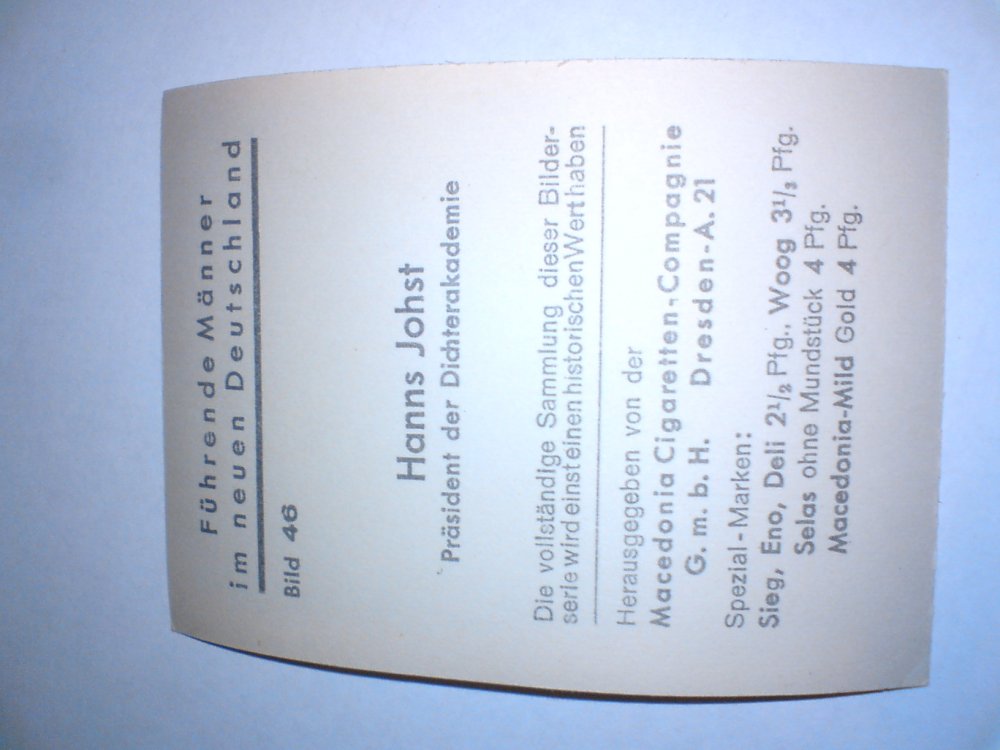 Führende Männer
im neuen Deutschland
Bild 46
Hanns Johst
Präsident der Dichterakademie
Die vollständige Sammlung dieser Bilder-
serie wird einst einen historischen Wert haben
Herausgegeben von der
Macedonia Cigaretten-Compagnie
G. m. b. H. Dresden-A. 21
Spezial-Marken:
Sieg, Eno, Deli 2½ Pfg., Woog 3⅓ Pfg.
Selas ohne Mundstück 4 Pfg.
Macedonia-Mild Gold 4 Pfg.